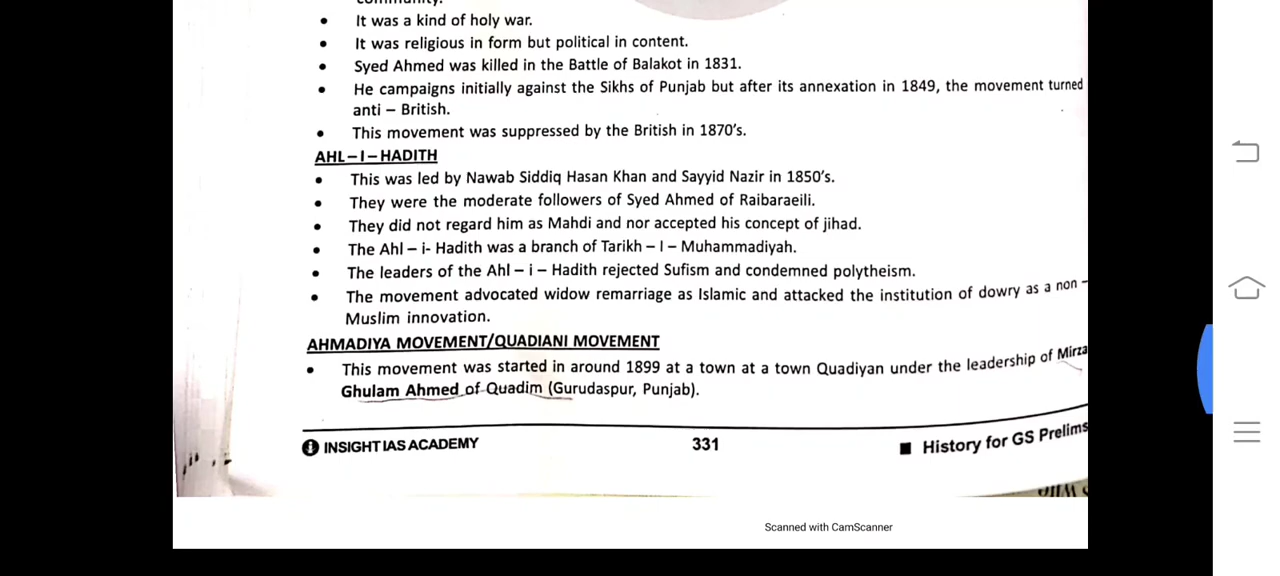 community.
• It was a kind of holy war.
• It was religious in form but political in content.
• Syed Ahmed was killed in the Battle of Balakot in 1831.
• He campaigns initially against the Sikhs of Punjab but after its annexation in 1849, the movement turned
anti – British.
• This movement was suppressed by the British in 1870's.
AHL – I – HADITH
• This was led by Nawab Siddiq Hasan Khan and Sayyid Nazir in 1850's.
• They were the moderate followers of Syed Ahmed of Raibaraeili.
• They did not regard him as Mahdi and nor accepted his concept of jihad.
• The Ahl – i- Hadith was a branch of Tarikh – I – Muhammadiyah.
• The leaders of the Ahl – i – Hadith rejected Sufism and condemned polytheism.
• The movement advocated widow remarriage as Islamic and attacked the institution of dowry as a non –
Muslim innovation.
AHMADIYA MOVEMENT/QUADIANI MOVEMENT
• This movement was started in around 1899 at a town at a town Quadiyan under the leadership of Mirza
Ghulam Ahmed of Quadim (Gurudaspur, Punjab).
INSIGHT IAS ACADEMY 331 ■ History for GS Prelims
Scanned with CamScanner